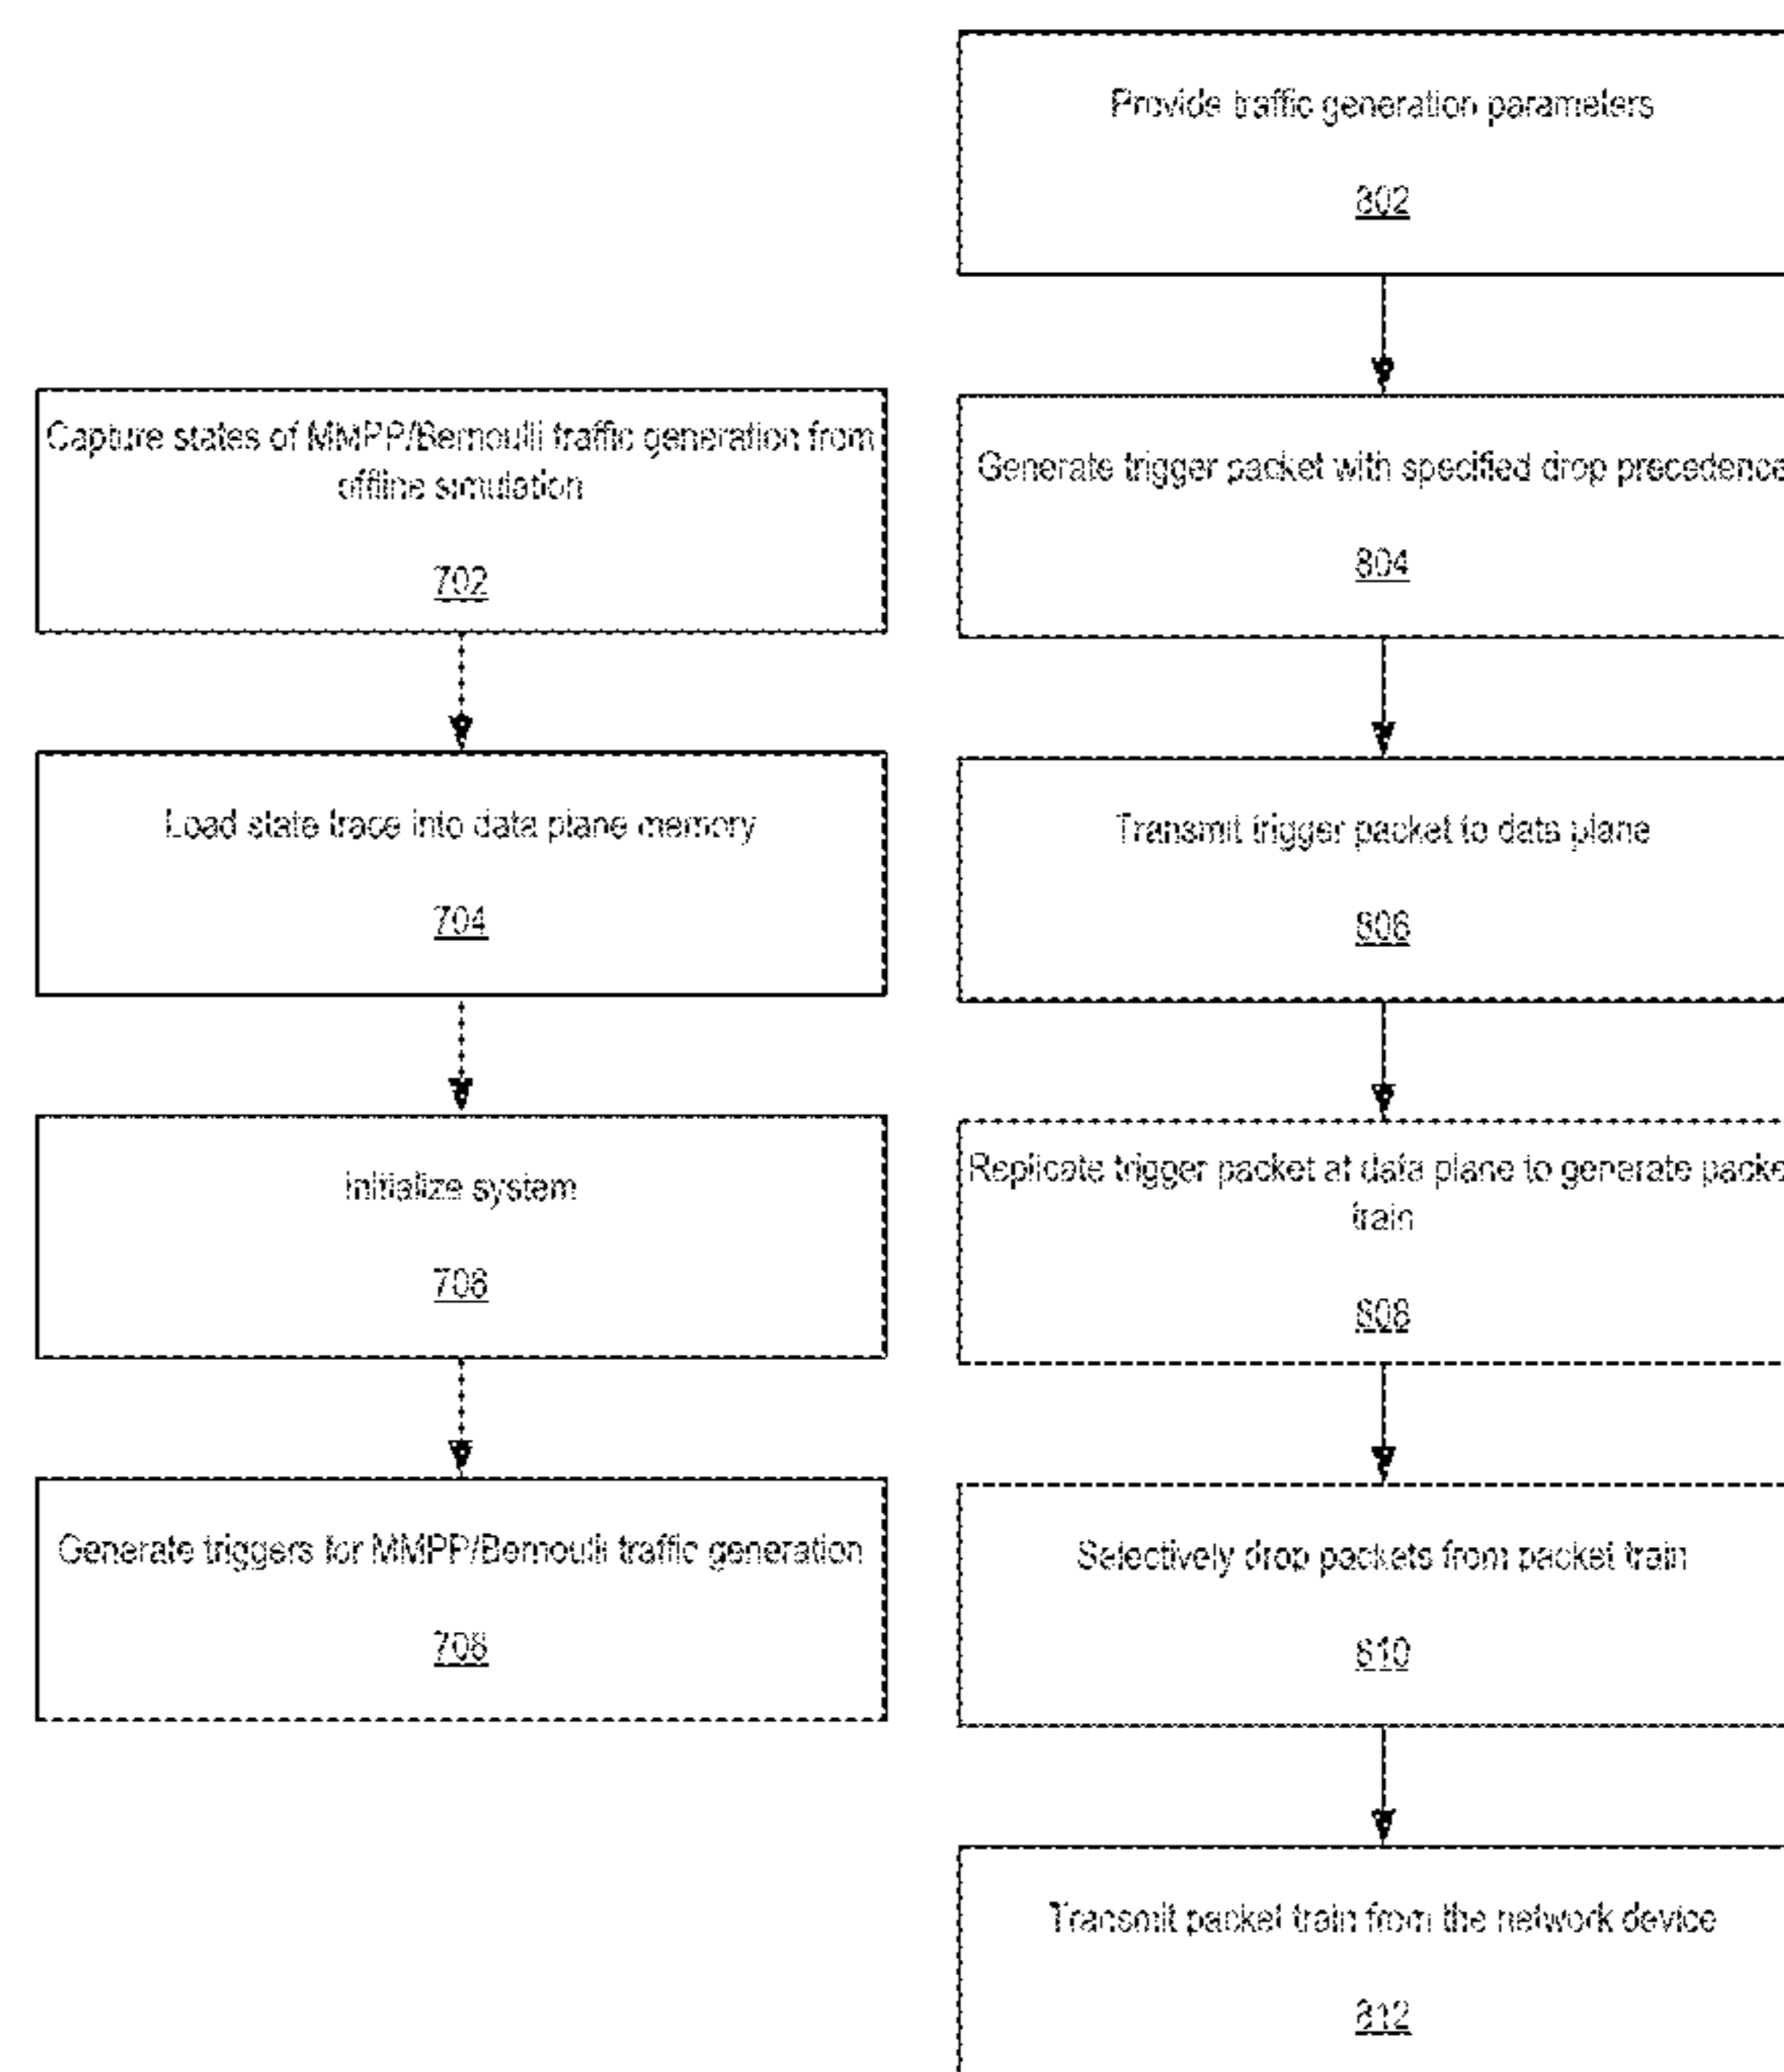 Capture states of MMPP/Bernoulli traffic generation from
offline simulation
702
Load state trace into data plane memory
704
Initialize system
706
Generate triggers for MMPP/Bernoulli traffic generation
708
Provide traffic generation parameters
802
Generate trigger packet with specified drop precedence
804
Transmit trigger packet to data plane
806
Replicate trigger packet at data plane to generate packe
train
808
Selectively drop packets from packet train
810
Transmit packet train from the network device
812